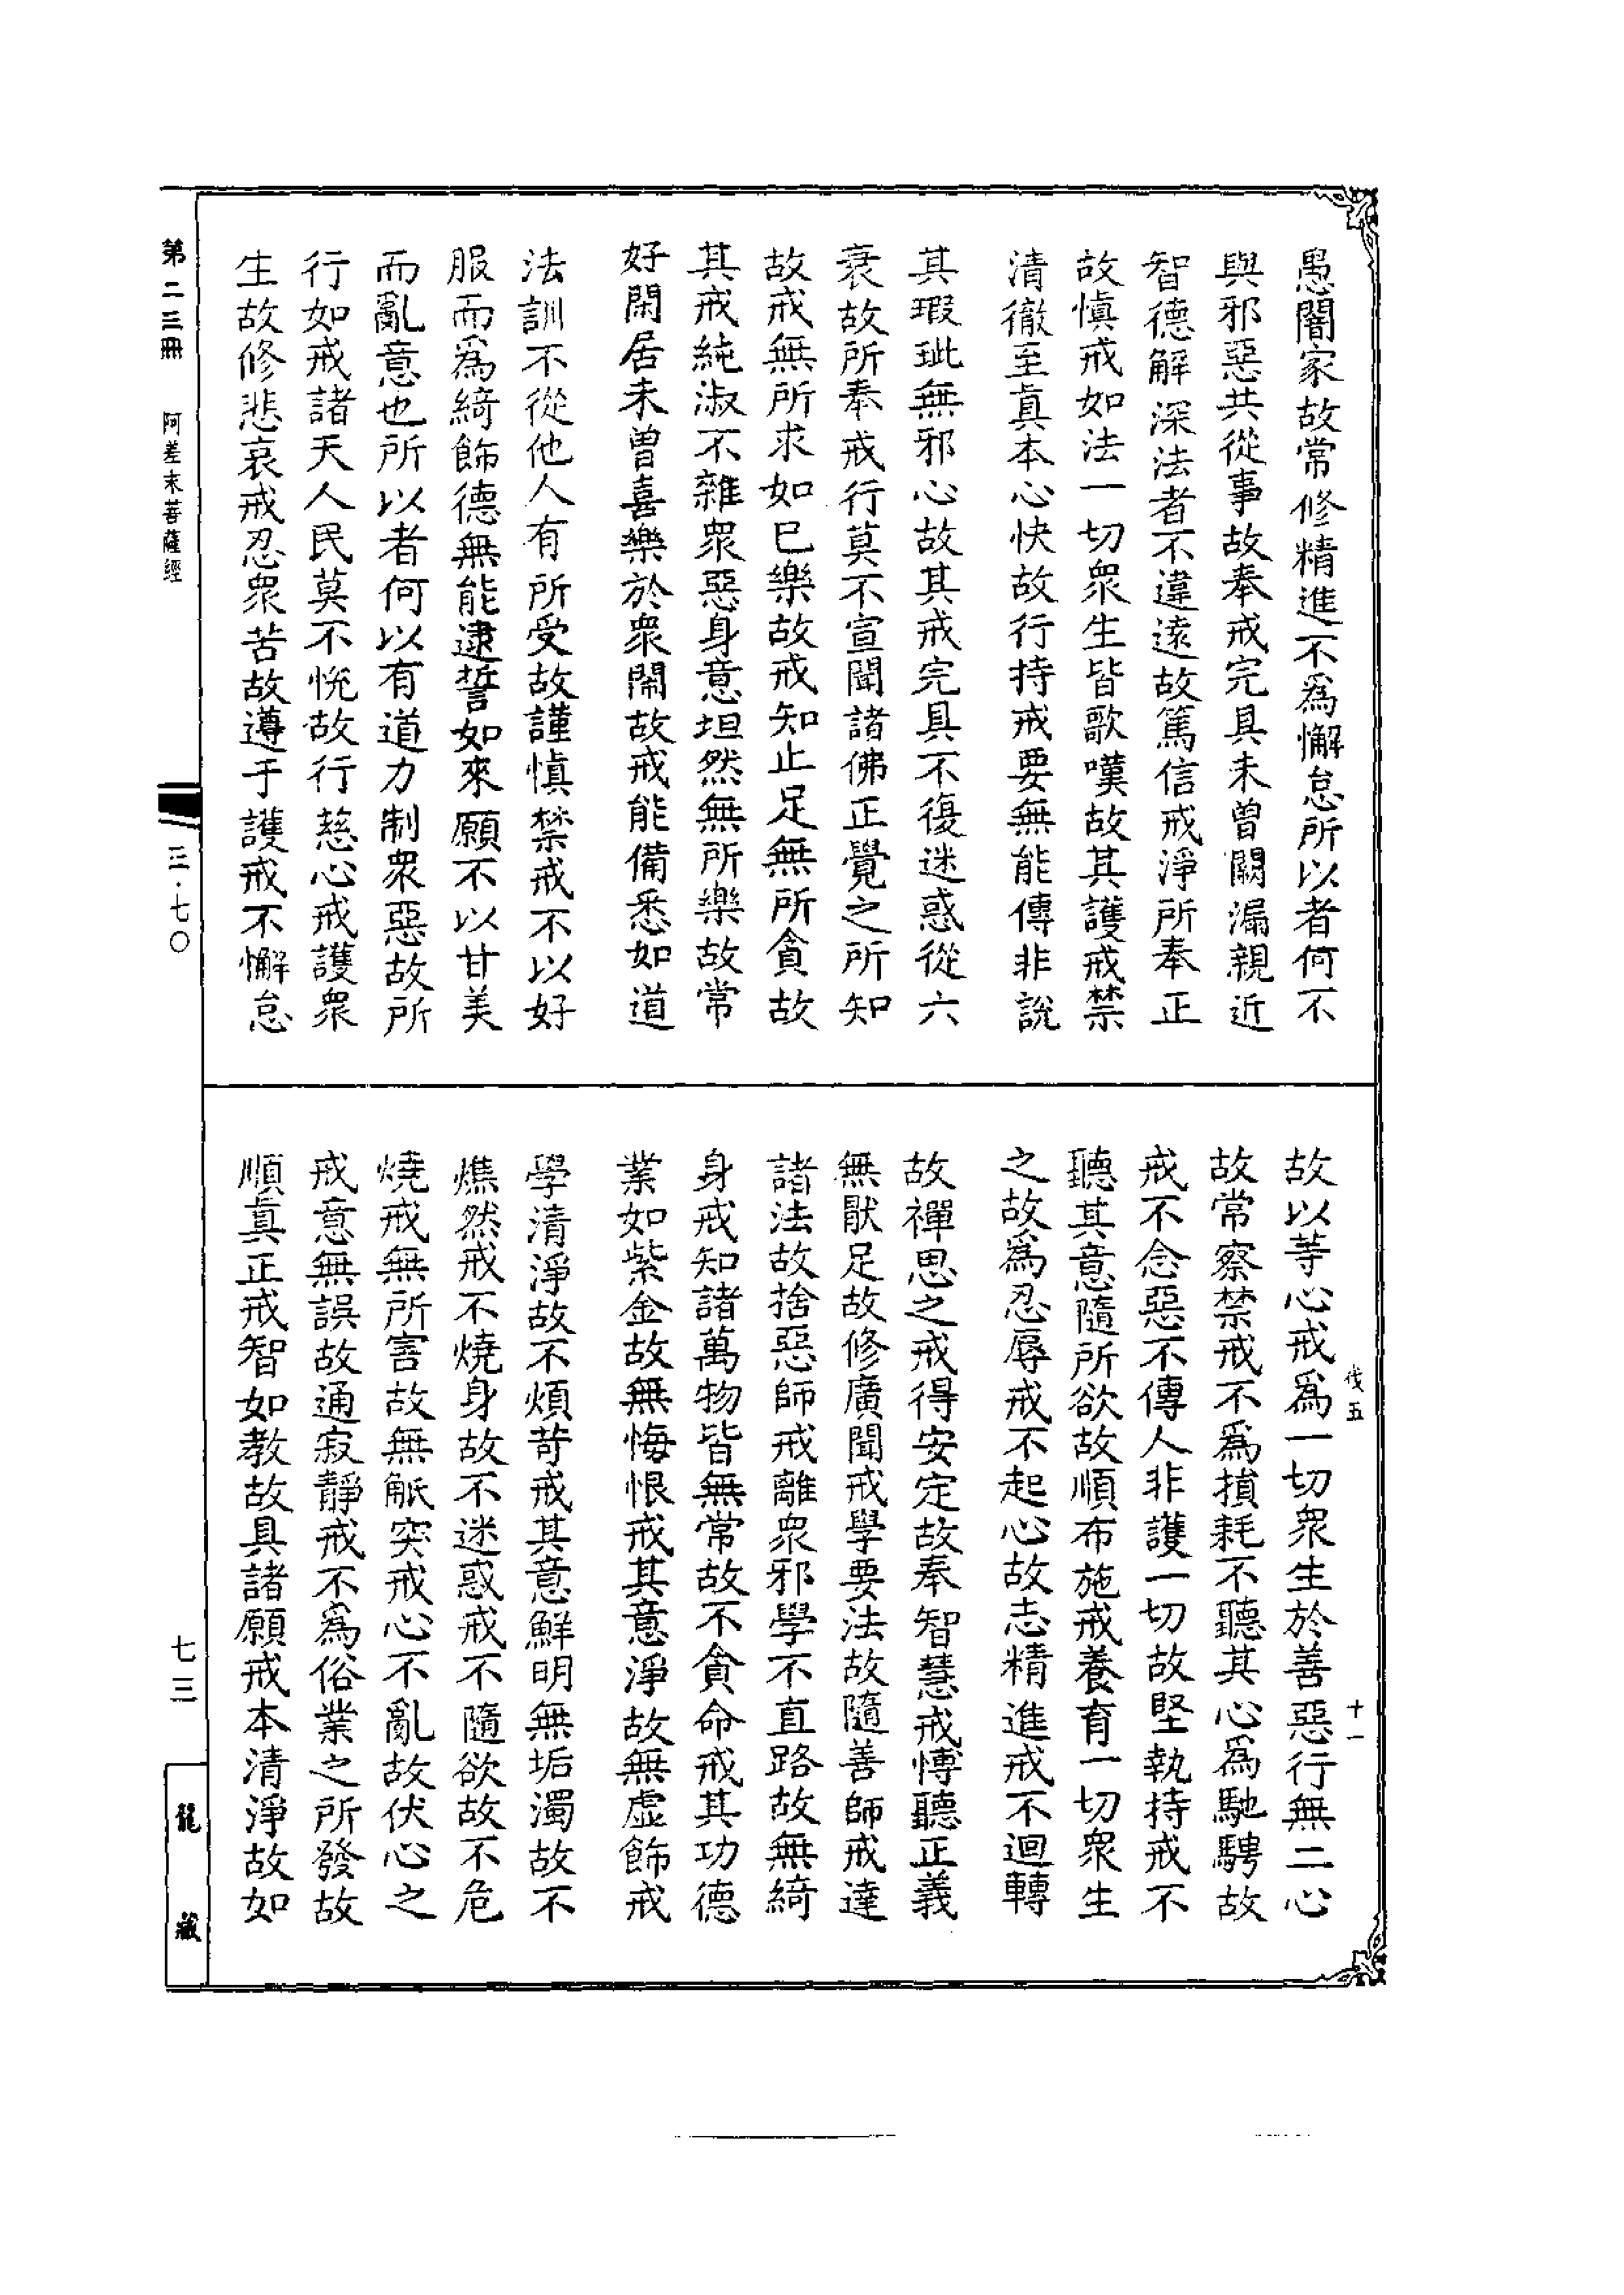 愚闇家故常修精進不為懈怠所以者何不
與邪惡共從事故奉戒完具未曾闕漏親近
智德解深法者不違遠故篤信戒淨所奉正
故慎戒如法一切眾生皆歌嘆故其護戒禁
清徹至真本心快故行持戒要無能傳非說
其瑕玼無邪心故其戒完具不復迷惑從六
衰故所奉戒行莫不宣聞諸佛正覺之所知
故戒無所求如已樂故戒知止足無所貪故
其戒純淑不雜眾惡身意坦然無所樂故常
好閑居未曾喜樂於眾鬧故戒能備悉如道
法訓不從他人有所受故謹慎禁戒不以好
服而為綺飾德無能逮誓如來願不以甘美
而亂意也所以者何以有道力制眾惡故所
行如戒諸天人民莫不恱故行慈心戒護眾
生故修悲哀戒忍眾苦故遵于護戒不懈怠
故以等心戒為一切眾生於善惡行無二心
故常察禁戒不為損耗不聽其心為馳騁故
戒不念惡不傳人非護一切故堅執持戒不
聽其意隨所欲故順布施戒養育一切眾生
之故為忍辱戒不起心故志精進戒不迴轉
故禪思之戒得安定故奉智慧戒愽聽正義
無猒足故修廣聞戒學要法故隨善師戒達
諸法故捨惡師戒離眾邪學不直路故無綺
身戒知諸萬物皆無常故不貪命戒其功德
業如紫金故無悔恨戒其意淨故無虛飾戒
學清淨故不煩苛戒其意鮮明無垢濁故不
燋然戒不燒身故不迷惑戒不隨欲故不危
燒戒無所害故無觝突戒心不亂故伏心之
戒意無誤故通寂靜戒不為俗業之所發故
順真正戒智如教故具諸願戒本清淨故如
伐五
十一
第二三冊 阿差末菩薩經
三·七〇
七三
龍藏